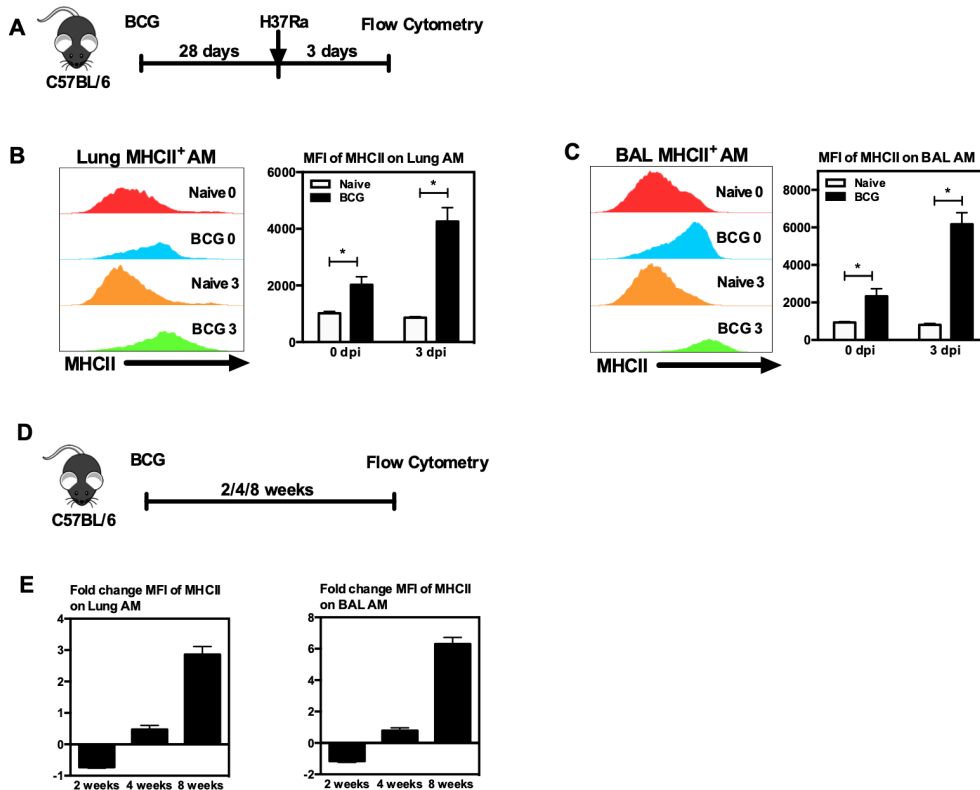 A
BCG
H37Ra
Flow Cytometry
28 days
3 days
C57BL/6
B
Lung MHCII⁺ AM
Naive 0
BCG 0
Naive 3
BCG 3
MHCII
MFI of MHCII on Lung AM
6000
4000
2000
0
Naive
BCG
*
*
0 dpi
3 dpi
C
BAL MHCII⁺ AM
Naive 0
BCG 0
Naive 3
BCG 3
MHCII
MFI of MHCII on BAL AM
8000
6000
4000
2000
0
Naive
BCG
*
*
0 dpi
3 dpi
D
BCG
Flow Cytometry
2/4/8 weeks
C57BL/6
E
Fold change MFI of MHCII
on Lung AM
4
3
2
1
0
-1
2 weeks 4 weeks 8 weeks
Fold change MFI of MHCII
on BAL AM
8
6
4
2
0
-2
2 weeks 4 weeks 8 weeks